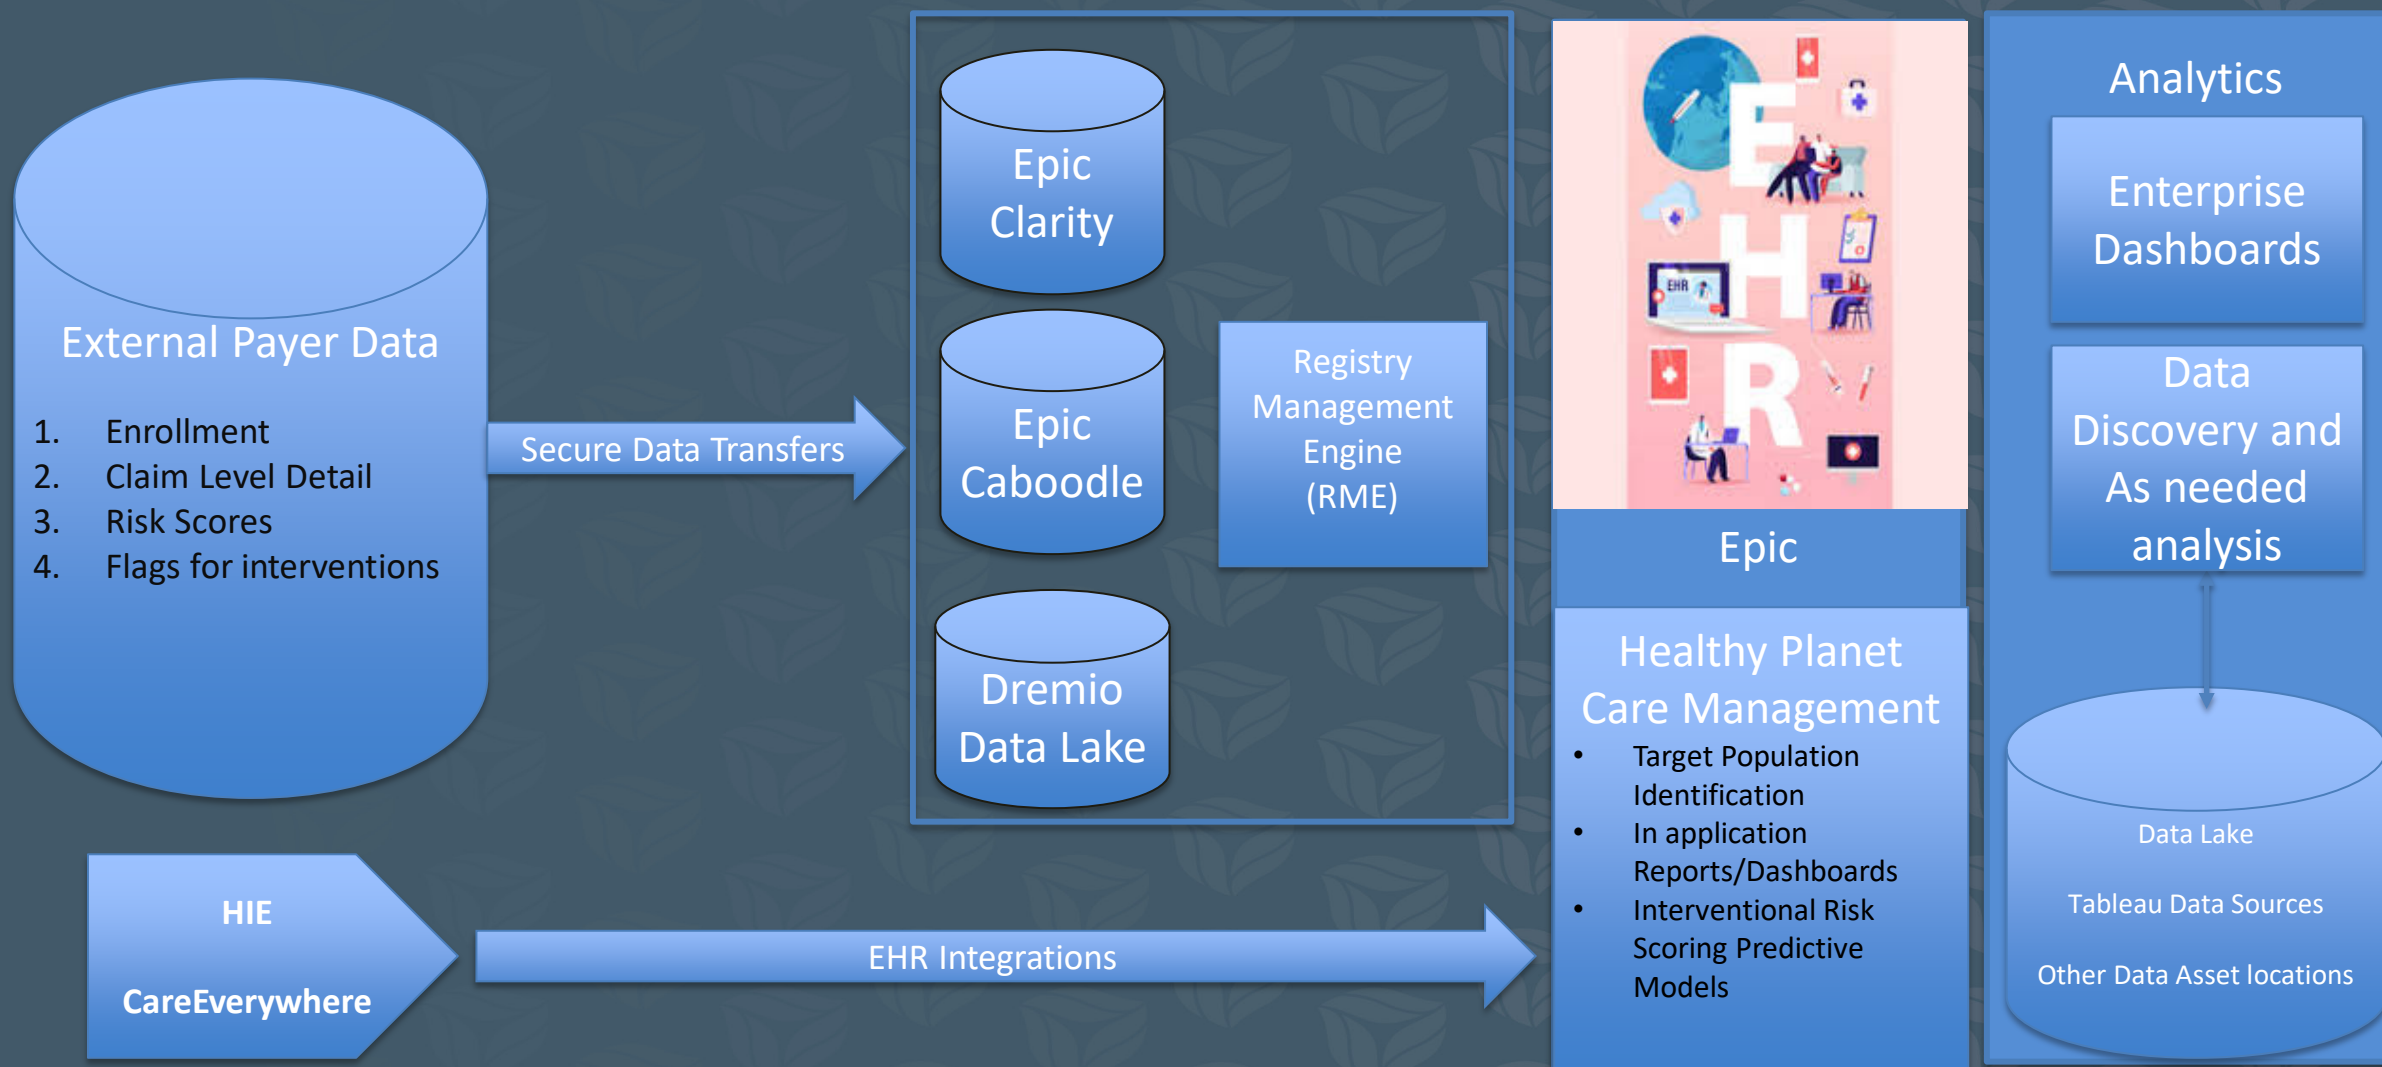 External Payer Data
1. Enrollment
2. Claim Level Detail
3. Risk Scores
4. Flags for interventions
HIE
CareEverywhere
Secure Data Transfers
EHR Integrations
Epic
Clarity
Epic
Caboodle
Dremio
Data Lake
Registry
Management
Engine
(RME)
E
H
EHR
R
Epic
Healthy Planet
Care Management
• Target Population
Identification
• In application
Reports/Dashboards
• Interventional Risk
Scoring Predictive
Models
Analytics
Enterprise
Dashboards
Data
Discovery and
As needed
analysis
Data Lake
Tableau Data Sources
Other Data Asset locations